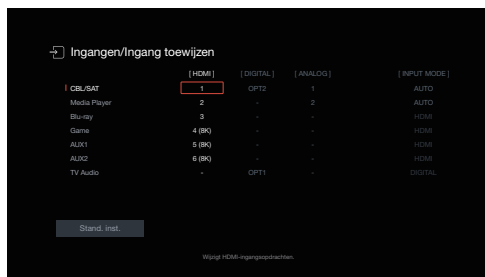 Ingangen/Ingang toewijzen
[ HDMI ] [ DIGITAL ] [ ANALOG ] [ INPUT MODE ]
CBL/SAT 1 OPT2 1 AUTO
Media Player 2 - 2 AUTO
Blu-ray 3 - - HDMI
Game 4 (8K) - - HDMI
AUX1 5 (8K) - - HDMI
AUX2 6 (8K) - - HDMI
TV Audio - OPT1 - DIGITAL
Stand. inst.
Wijzigt HDMI-ingangsopdrachten.